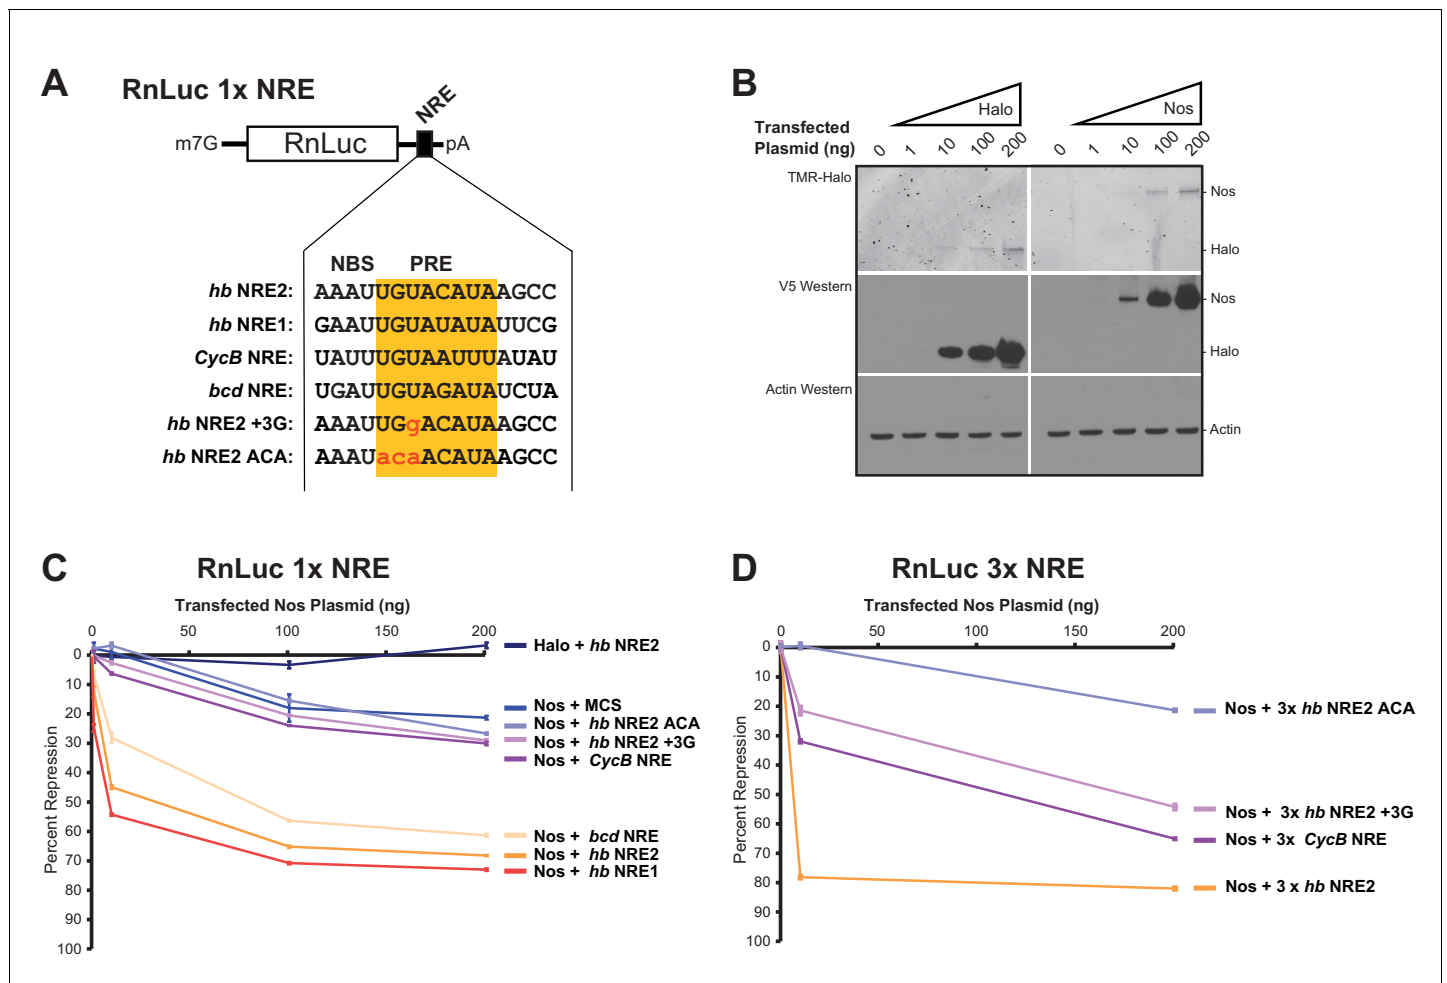 A
RnLuc 1x NRE
NRE
m7G
RnLuc
pA
NBS PRE
hb NRE2: AAAUUGUACAUAAGCC
hb NRE1: GAAUUGUAUAUAUUCG
CycB NRE: UAUUUGUAAUUUAUAU
bcd NRE: UGAUUGUAGAUAUCUA
hb NRE2 +3G: AAAUUGgACAUAAGCC
hb NRE2 ACA: AAAUacaACAUAAGCC
B
Halo
Nos
Transfected
Plasmid (ng)
0 1 10 100 200 0 1 10 100 200
TMR-Halo
Nos
Halo
V5 Western
Nos
Halo
Actin Western
Actin
C
RnLuc 1x NRE
Transfected Nos Plasmid (ng)
0 50 100 150 200
Percent Repression
0
10
20
30
40
50
60
70
80
90
100
Halo + hb NRE2
Nos + MCS
Nos + hb NRE2 ACA
Nos + hb NRE2 +3G
Nos + CycB NRE
Nos + bcd NRE
Nos + hb NRE2
Nos + hb NRE1
D
RnLuc 3x NRE
Transfected Nos Plasmid (ng)
0 50 100 150 200
Percent Repression
0
10
20
30
40
50
60
70
80
90
100
Nos + 3x hb NRE2 ACA
Nos + 3x hb NRE2 +3G
Nos + 3x CycB NRE
Nos + 3 x hb NRE2